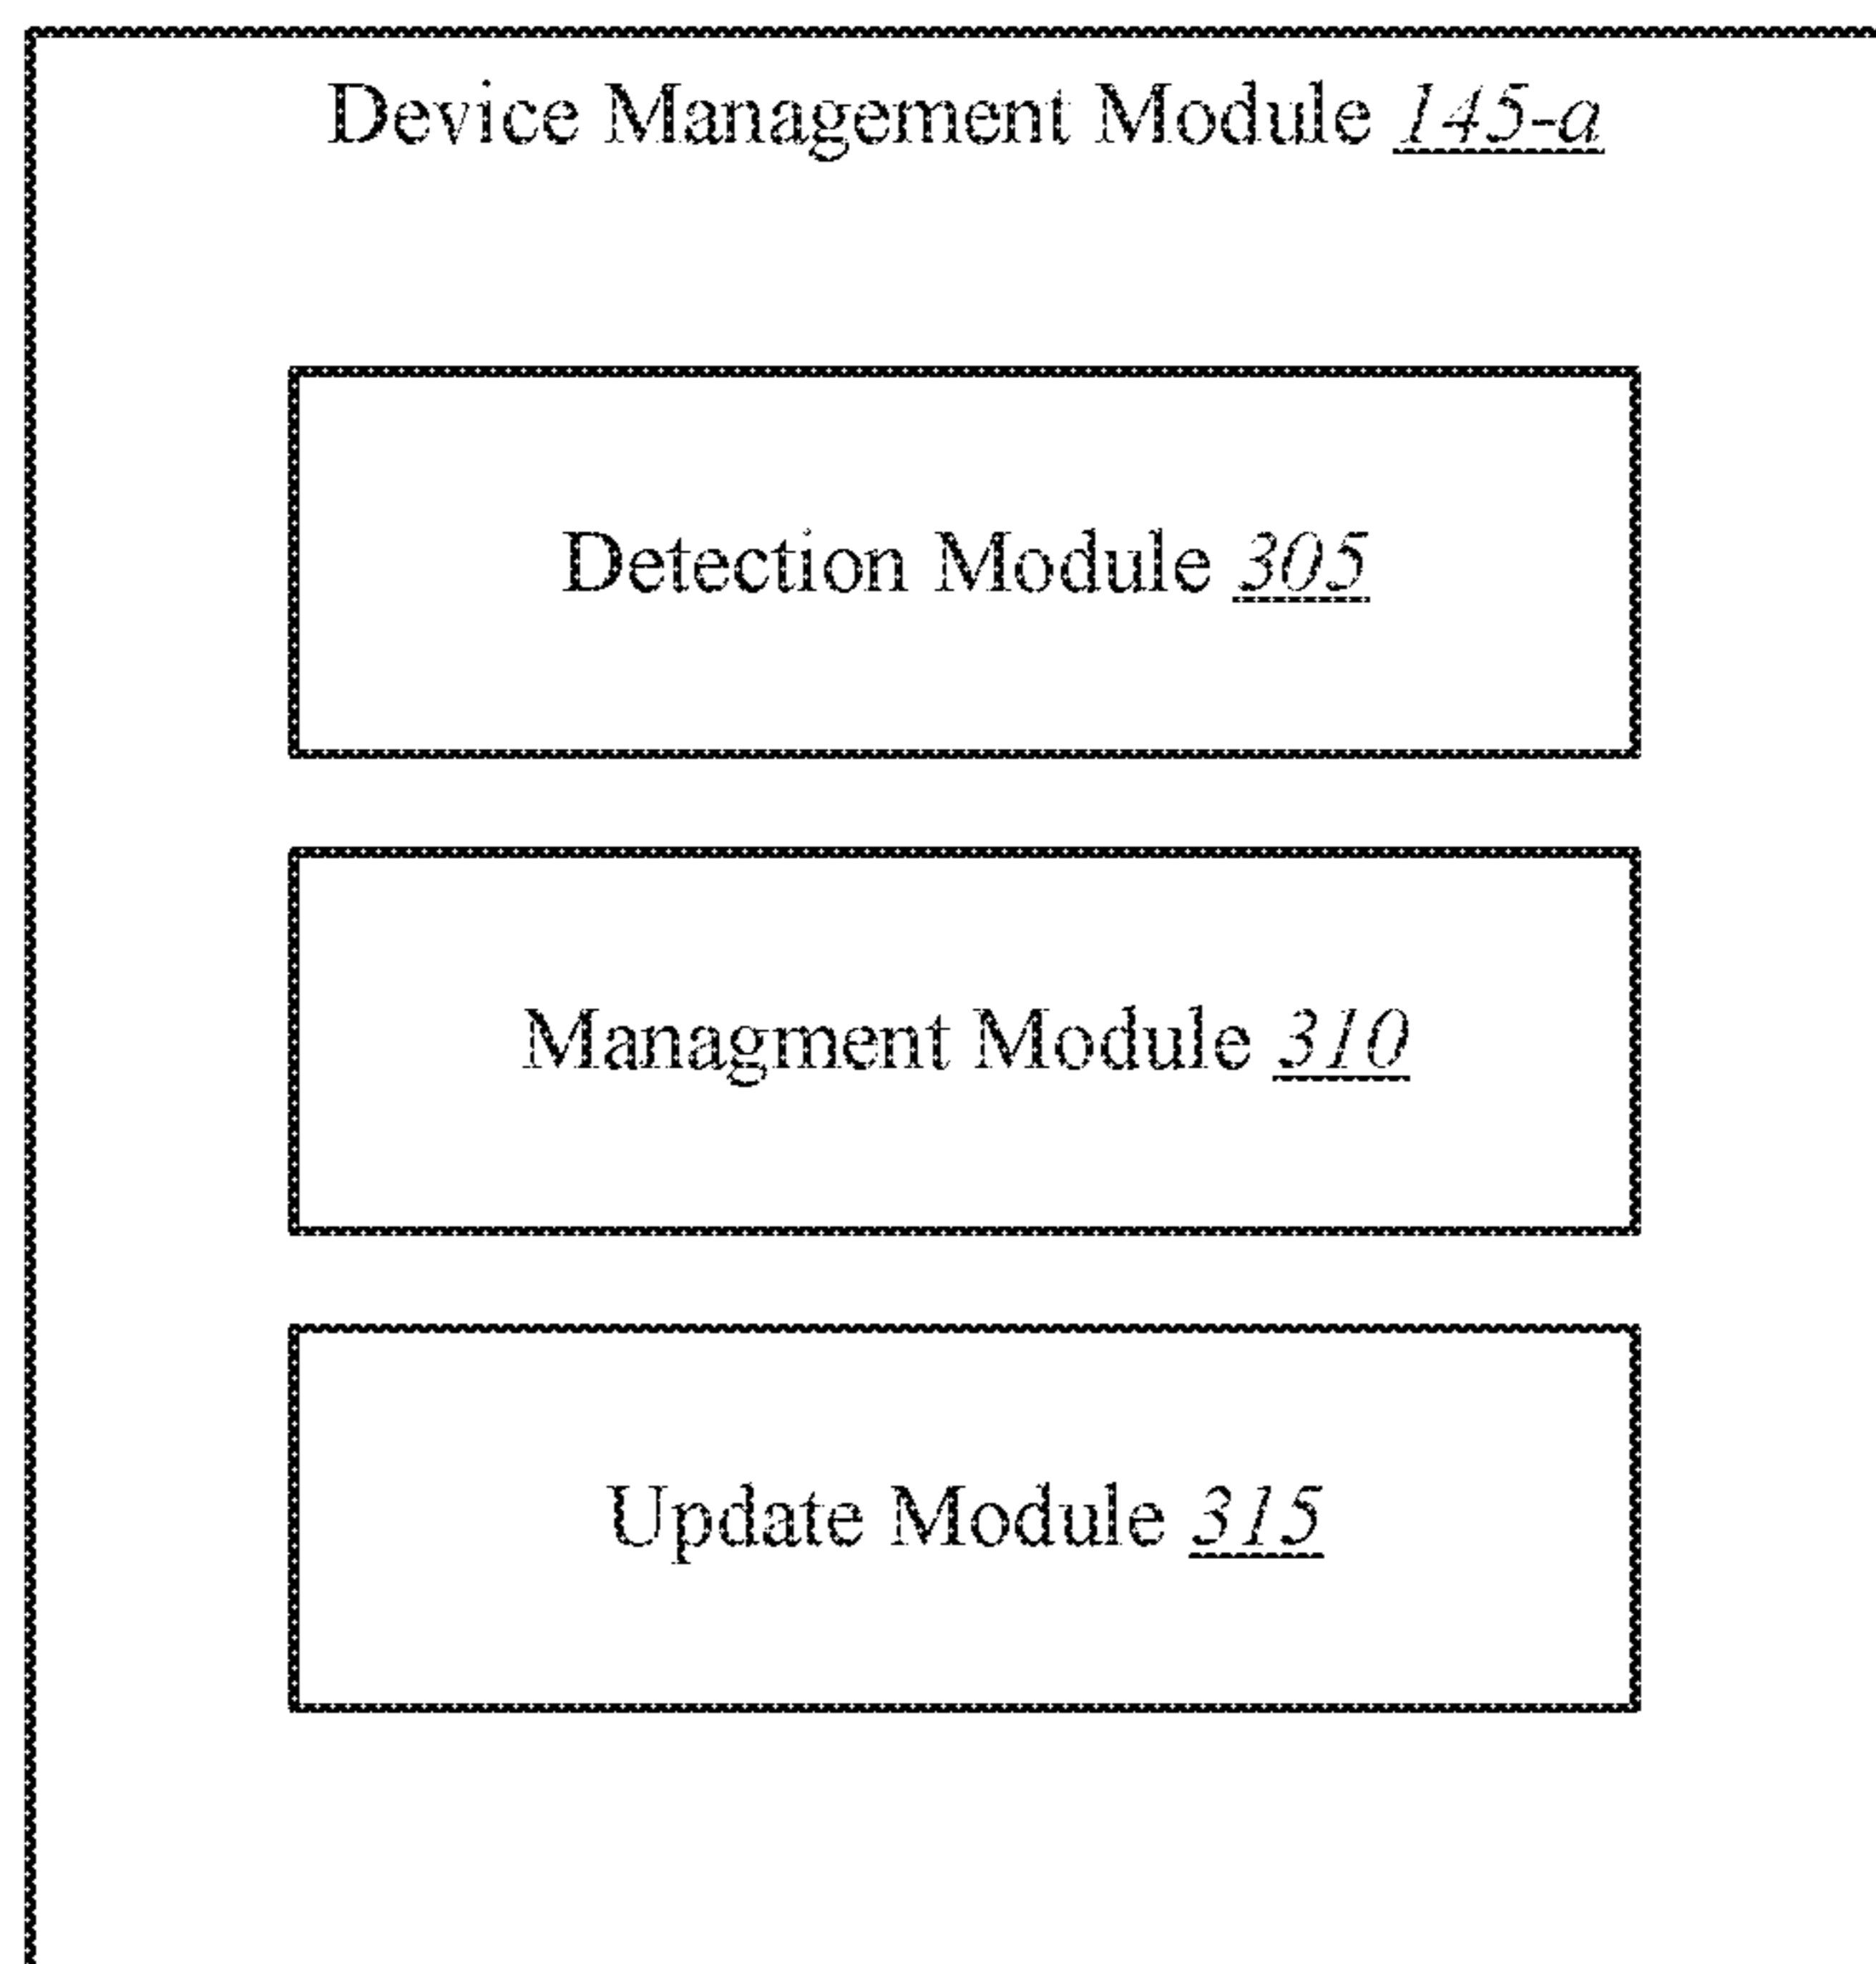 Device Management Module 145-a
Detection Module 305
Managment Module 310
Update Module 315